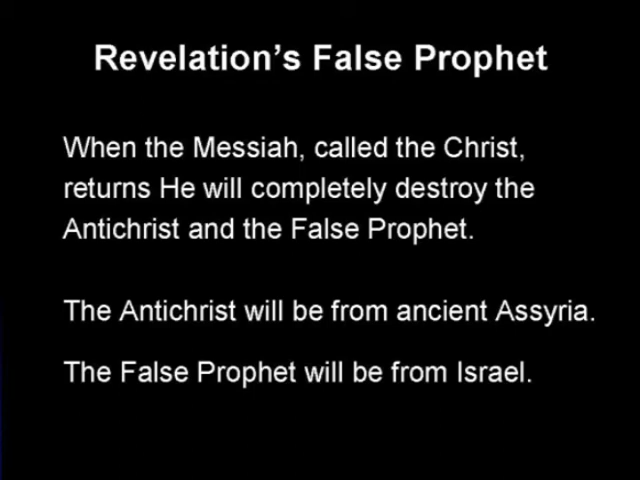 Revelation’s False Prophet
When the Messiah, called the Christ,
returns He will completely destroy the
Antichrist and the False Prophet.
The Antichrist will be from ancient Assyria.
The False Prophet will be from Israel.